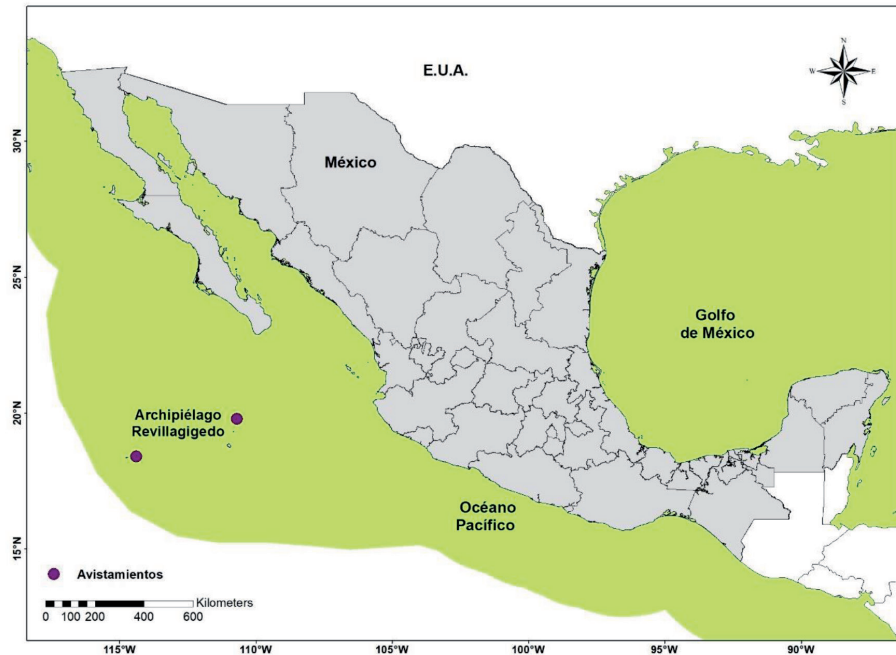 E.U.A.
N
W E
S
30°N
México
25°N
Golfo
de México
20°N
Archipiélago
Revillagigedo
Océano
Pacífico
15°N
Avistamientos
Kilometers
0 100 200 400 600
115°W 110°W 105°W 100°W 95°W 90°W